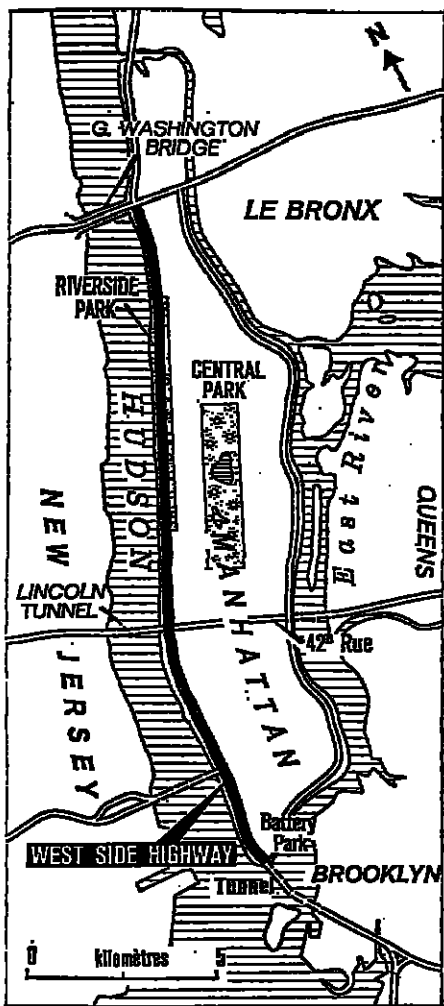 N
G. WASHINGTON
BRIDGE
LE BRONX
RIVERSIDE
PARK
CENTRAL
PARK
HUDSON
East River
QUEENS
MANHATTAN
NEW JERSEY
LINCOLN
TUNNEL
42e Rue
Battery
Park
WEST SIDE HIGHWAY
BROOKLYN
Tunnel
0 kilomètres 5